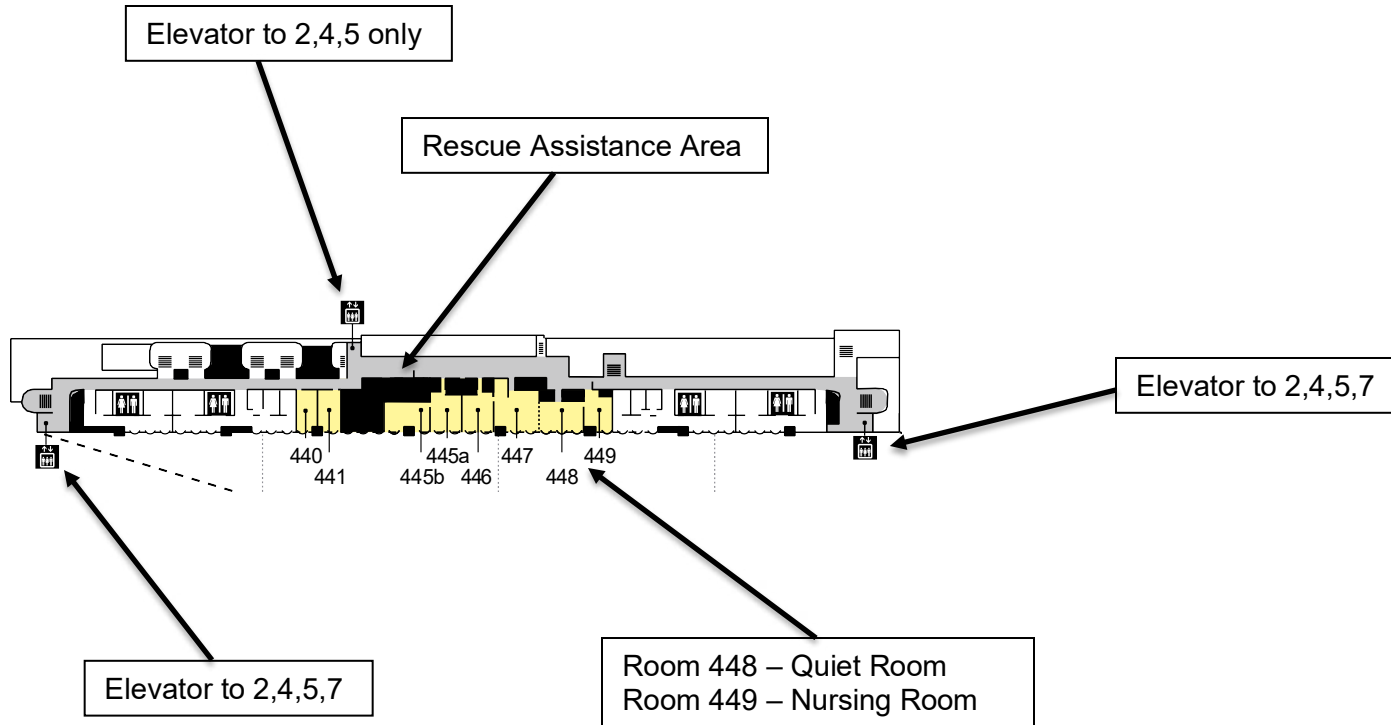 Elevator to 2,4,5 only
Rescue Assistance Area
Elevator to 2,4,5,7
440
441
445a
445b
446
447
448
449
Elevator to 2,4,5,7
Room 448 – Quiet Room
Room 449 – Nursing Room